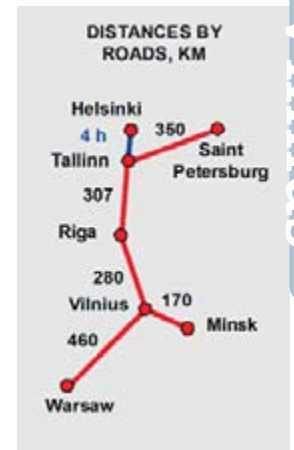 DISTANCES BY
ROADS, KM
Helsinki
4 h
350
Tallinn
Saint
Petersburg
307
Riga
280
Vilnius
170
Minsk
460
Warsaw